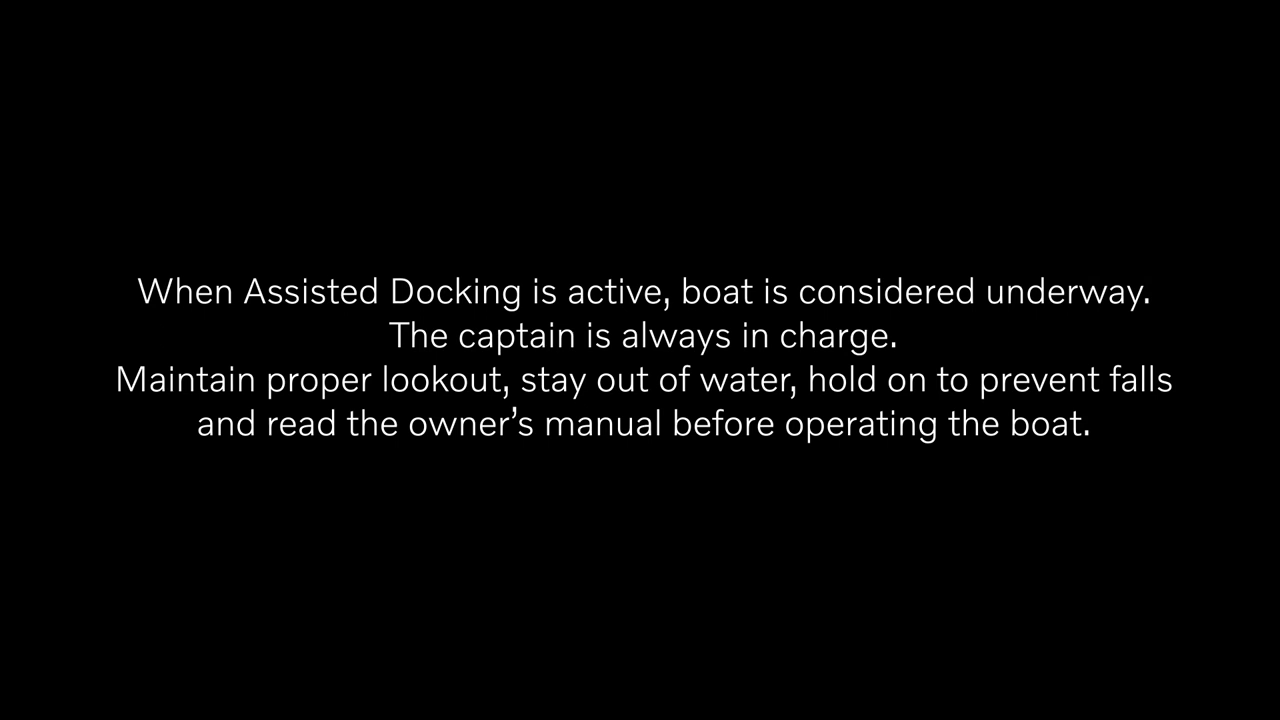 When Assisted Docking is active, boat is considered underway.
The captain is always in charge.
Maintain proper lookout, stay out of water, hold on to prevent falls
and read the owner’s manual before operating the boat.